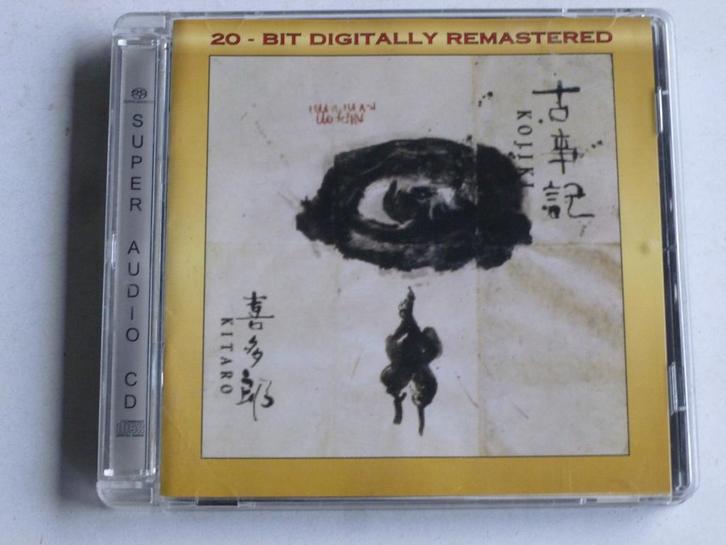 20 - BIT DIGITALLY REMASTERED
古事記
KOJIKI
喜多郎
KITARO
SUPER AUDIO CD